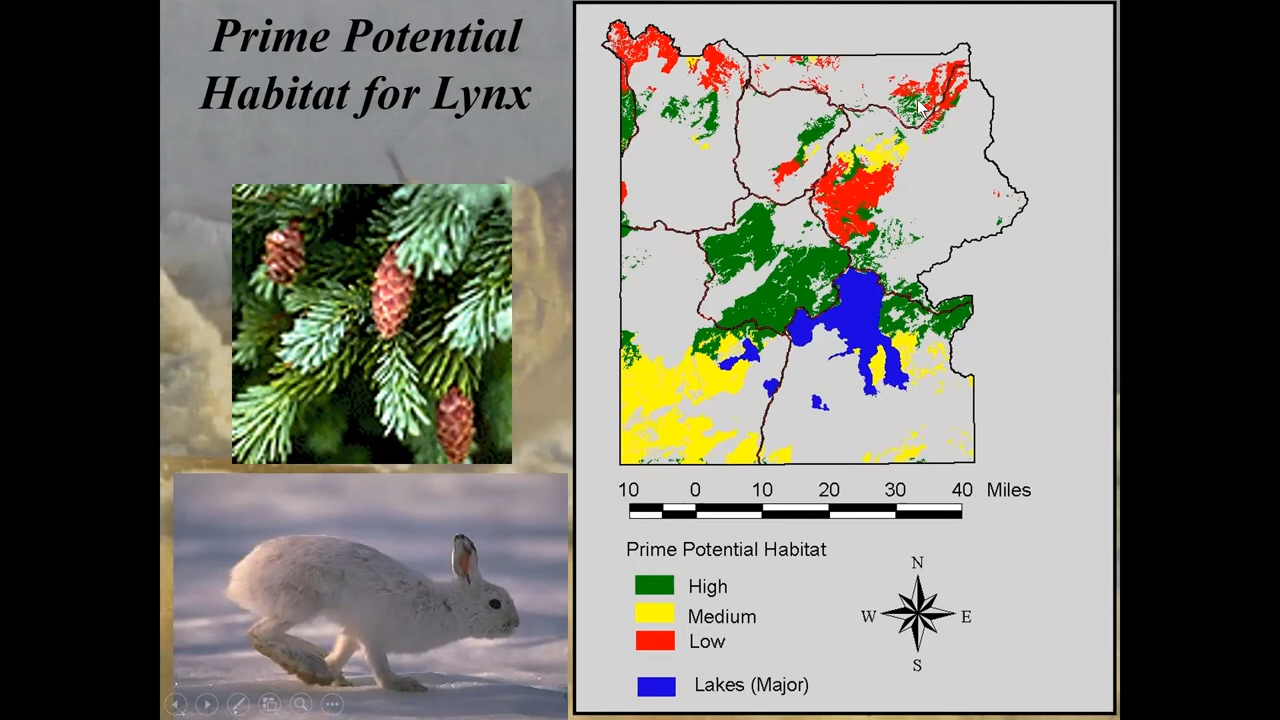 Prime Potential
Habitat for Lynx
10 0 10 20 30 40 Miles
Prime Potential Habitat
High
Medium
Low
Lakes (Major)
N
W E
S